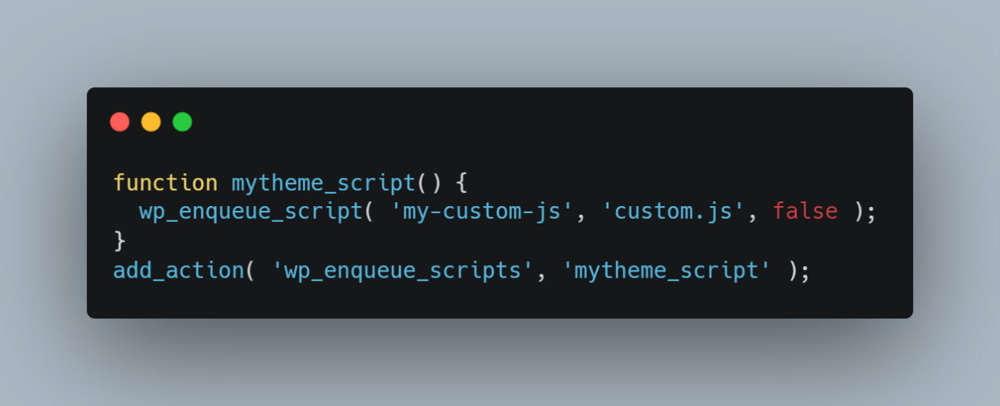 function mytheme_script() {
  wp_enqueue_script( 'my-custom-js', 'custom.js', false );
}
add_action( 'wp_enqueue_scripts', 'mytheme_script' );